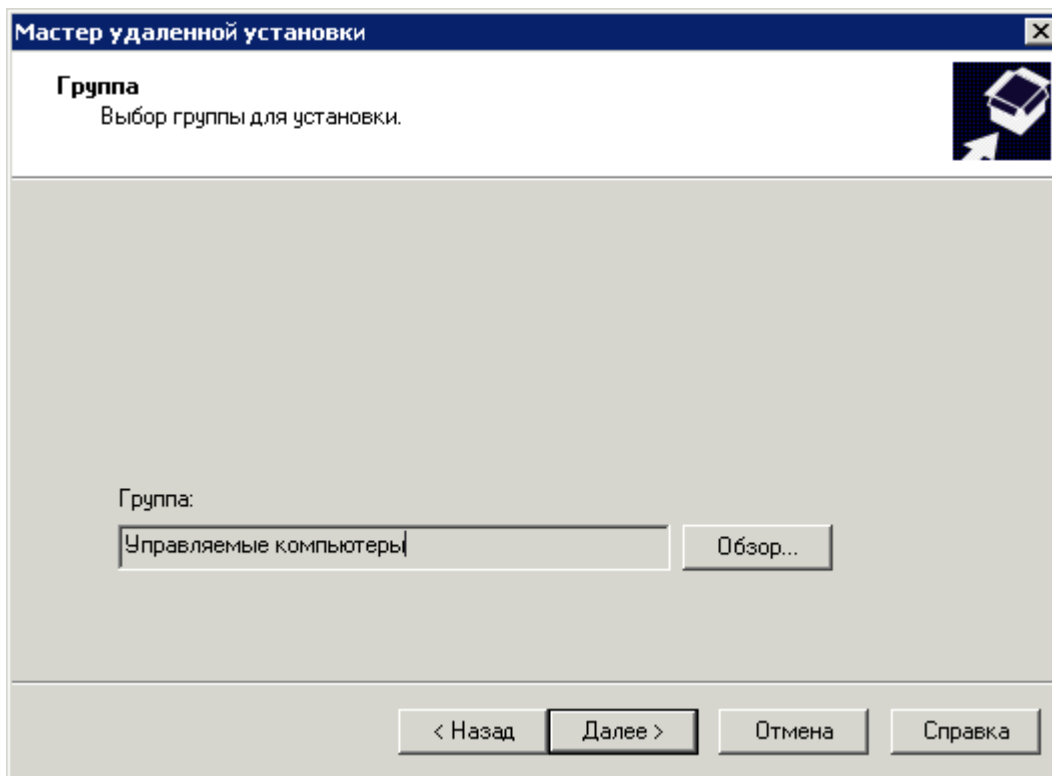 Мастер удаленной установки
Группа
Выбор группы для установки.
Группа:
Управляемые компьютеры
Обзор...
< Назад
Далее >
Отмена
Справка